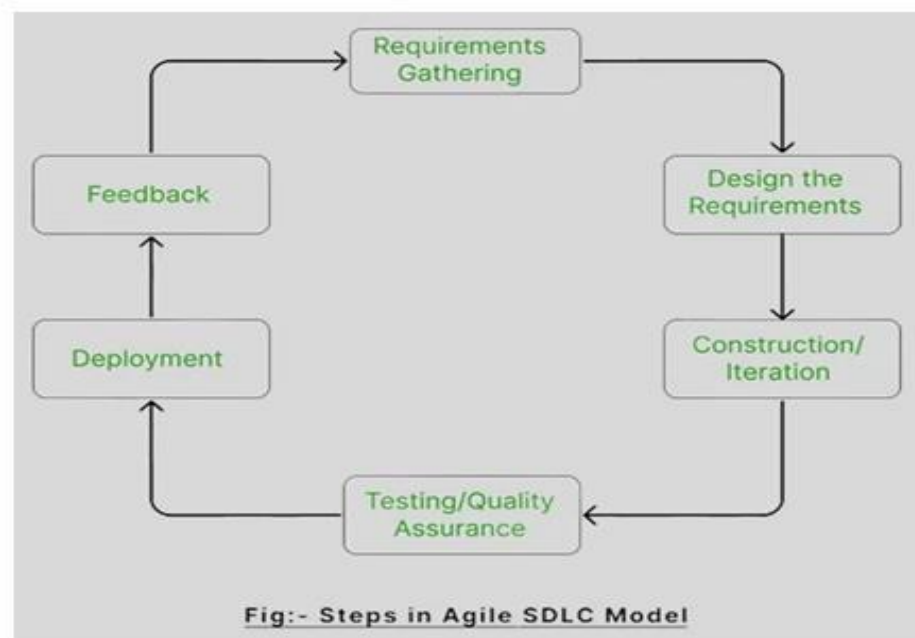 Requirements
Gathering
Design the
Requirements
Construction/
Iteration
Testing/Quality
Assurance
Deployment
Feedback
Fig:- Steps in Agile SDLC Model